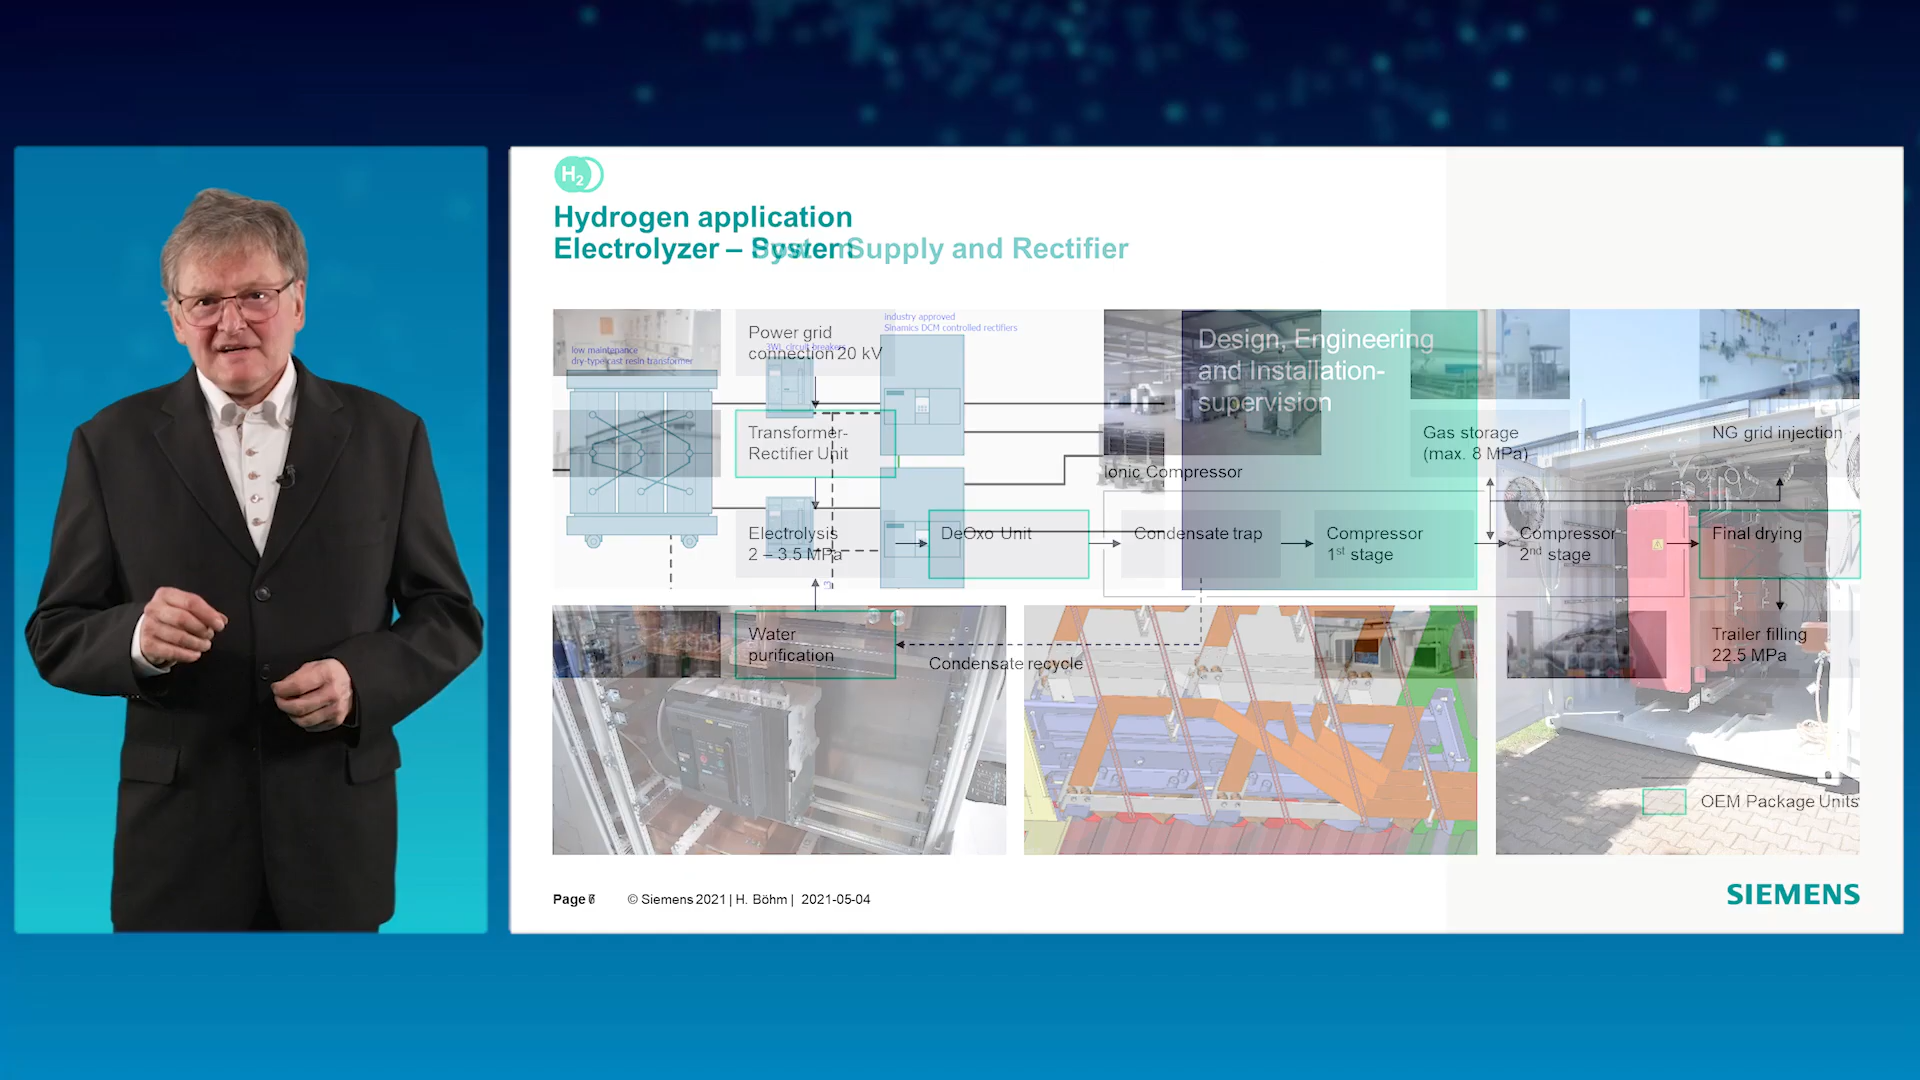 H2
Hydrogen application
Electrolyzer – System Supply and Rectifier
industry approved
Sinamics DCM controlled rectifiers
low maintenance
dry-type cast resin transformer
3WL circuit breakers
Power grid
connection 20 kV
Design, Engineering
and Installation-
supervision
Transformer-
Rectifier Unit
Gas storage
(max. 8 MPa)
NG grid injection
Ionic Compressor
Electrolysis
2 – 3.5 MPa
DeOxo Unit
Condensate trap
Compressor
1st stage
Compressor
2nd stage
Final drying
Water
purification
Condensate recycle
Trailer filling
22.5 MPa
OEM Package Units
Page
© Siemens 2021 | H. Böhm | 2021-05-04
SIEMENS